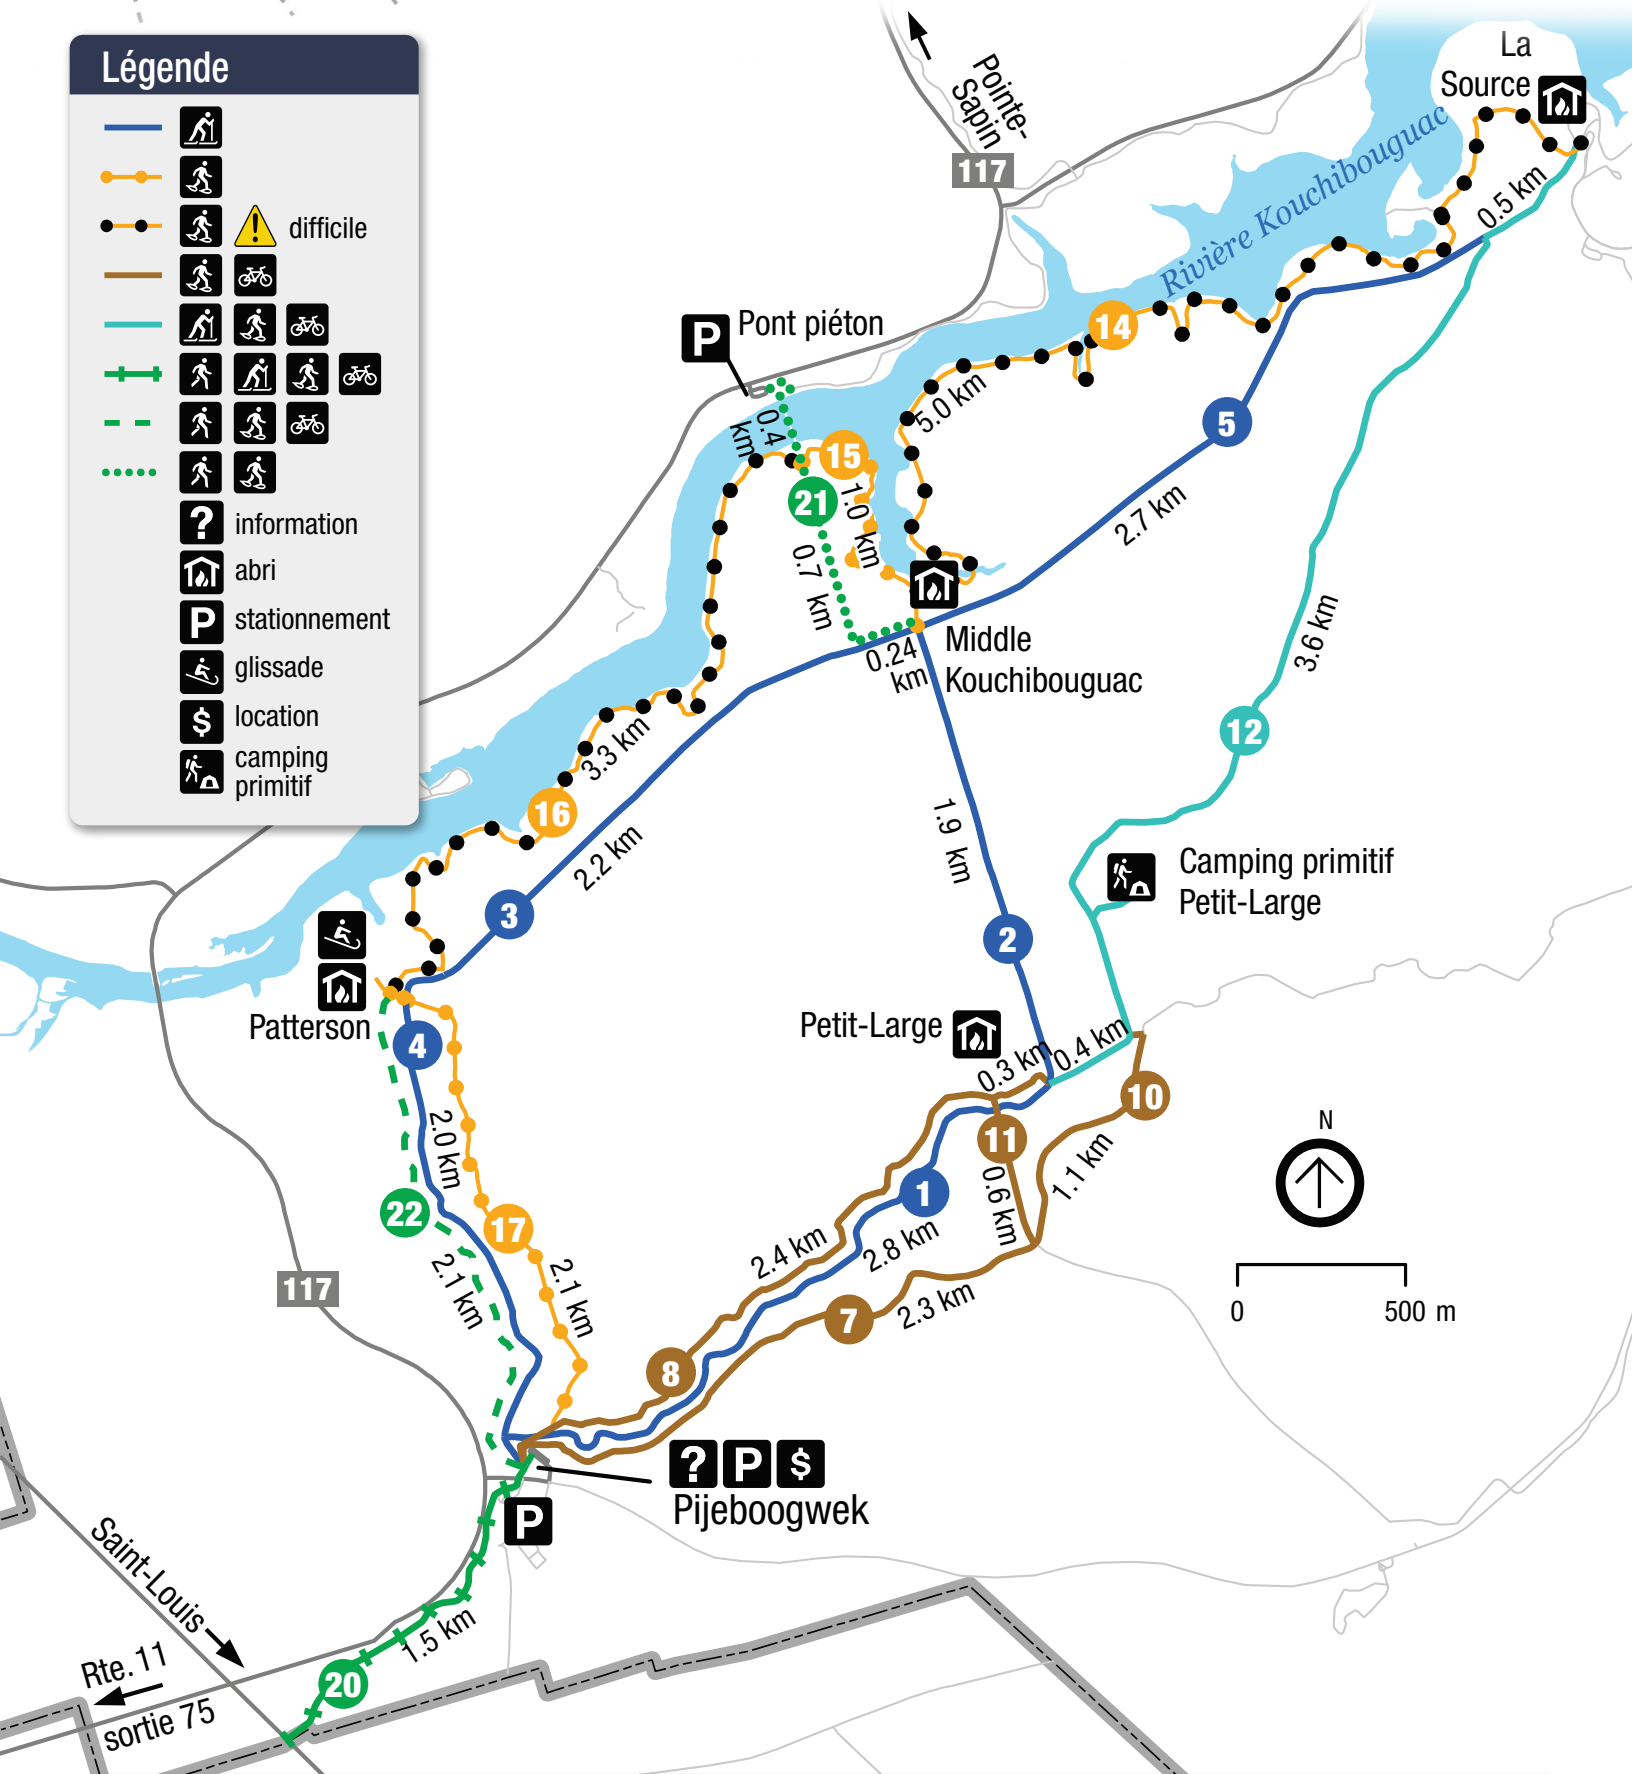 Légende
difficile
information
abri
stationnement
glissade
location
camping
primitif
?
P
$
La
Source
Pointe-
Sapin
117
Rivière Kouchibouguac
0.5 km
P
Pont piéton
14
5.0 km
0.4
km
15
21
1.0 km
0.7 km
5
2.7 km
0.24
km
Middle
Kouchibouguac
3.6 km
12
3.3 km
16
2.2 km
3
1.9 km
2
Camping primitif
Petit-Large
Patterson
4
Petit-Large
0.3 km
0.4 km
10
11
0.6 km
1.1 km
1
2.4 km
2.8 km
2.0 km
22
17
2.1 km
2.1 km
117
7
2.3 km
8
N
0
500 m
? P $
Pijeboogwek
P
Saint-Louis
1.5 km
20
Rte. 11
sortie 75